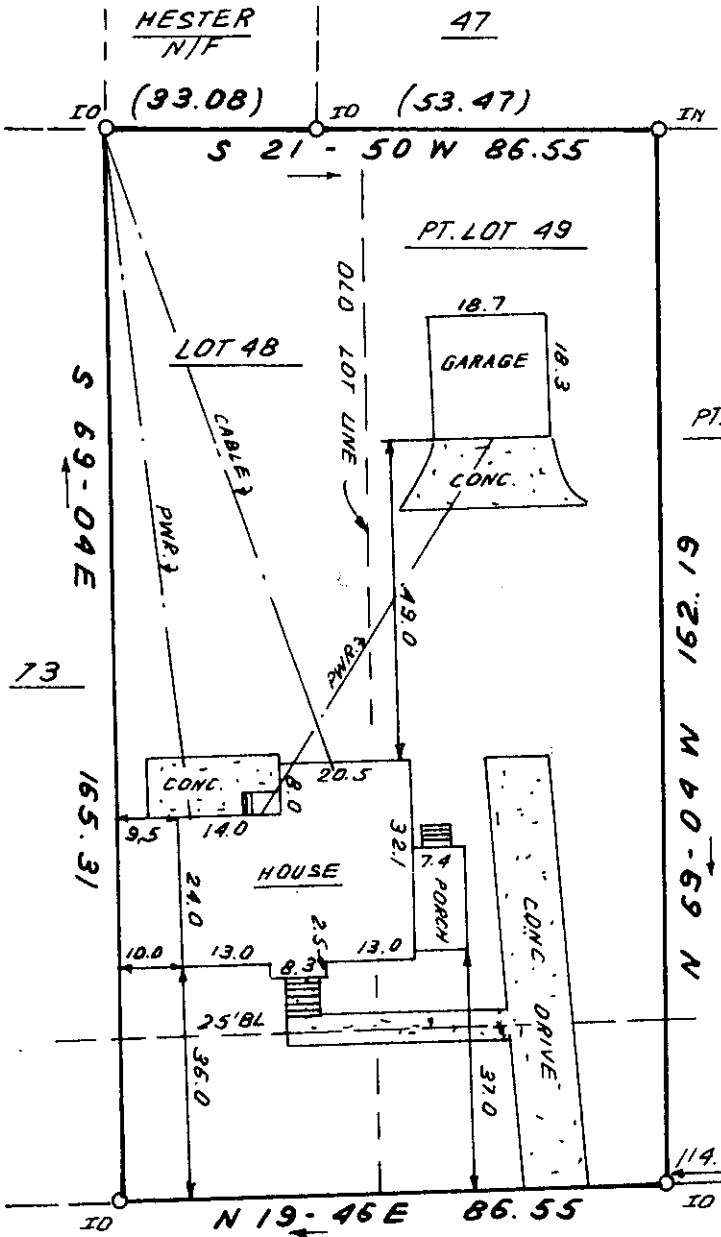 HESTER
N/F
47
IO (33.08) IO (53.47) IN
S 21 - 50 W 86.55
PT. LOT 49
OLD LOT LINE
18.7
LOT 48
GARAGE
18.3
PT.
S 69-04E
CABLE
CONC.
PWR.
49.0
N 69-04 W 162.19
PWR.
73
165.31
CONC.
8.0
20.5
9.5
14.0
32.1
HOUSE
7.4
PORCH
24.0
2.5
CONC. DRIVE
10.0
13.0
8.3
13.0
25'BL
36.0
37.0
114.
IO
N 19-46 E 86.55
IO